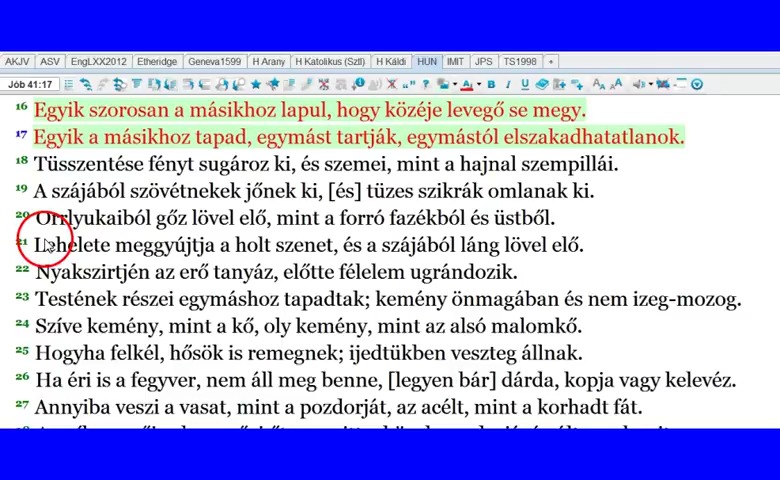 AKJV ASV EngLXX2012 Etheridge Geneva1599 H Arany H Katolikus (SztI) H Káldi HUN IMIT JPS TS1998 +
Jób 41:17
16 Egyik szorosan a másikhoz lapul, hogy közéje levegő se megy.
17 Egyik a másikhoz tapad, egymást tartják, egymástól elszakadhatatlanok.
18 Tüsszentése fényt sugároz ki, és szemei, mint a hajnal szempillái.
19 A szájából szövétnekek jőnek ki, [és] tüzes szikrák omlanak ki.
20 Orrlyukaiból gőz lövel elő, mint a forró fazékból és üstből.
21 Lehelete meggyújtja a holt szenet, és a szájából láng lövel elő.
22 Nyakszirtjén az erő tanyáz, előtte félelem ugrándozik.
23 Testének részei egymáshoz tapadtak; kemény önmagában és nem izeg-mozog.
24 Szíve kemény, mint a kő, oly kemény, mint az alsó malomkő.
25 Hogyha felkél, hősök is remegnek; ijedtükben veszteg állnak.
26 Ha éri is a fegyver, nem áll meg benne, [legyen bár] dárda, kopja vagy kelevéz.
27 Annyiba veszi a vasat, mint a pozdorját, az acélt, mint a korhadt fát.